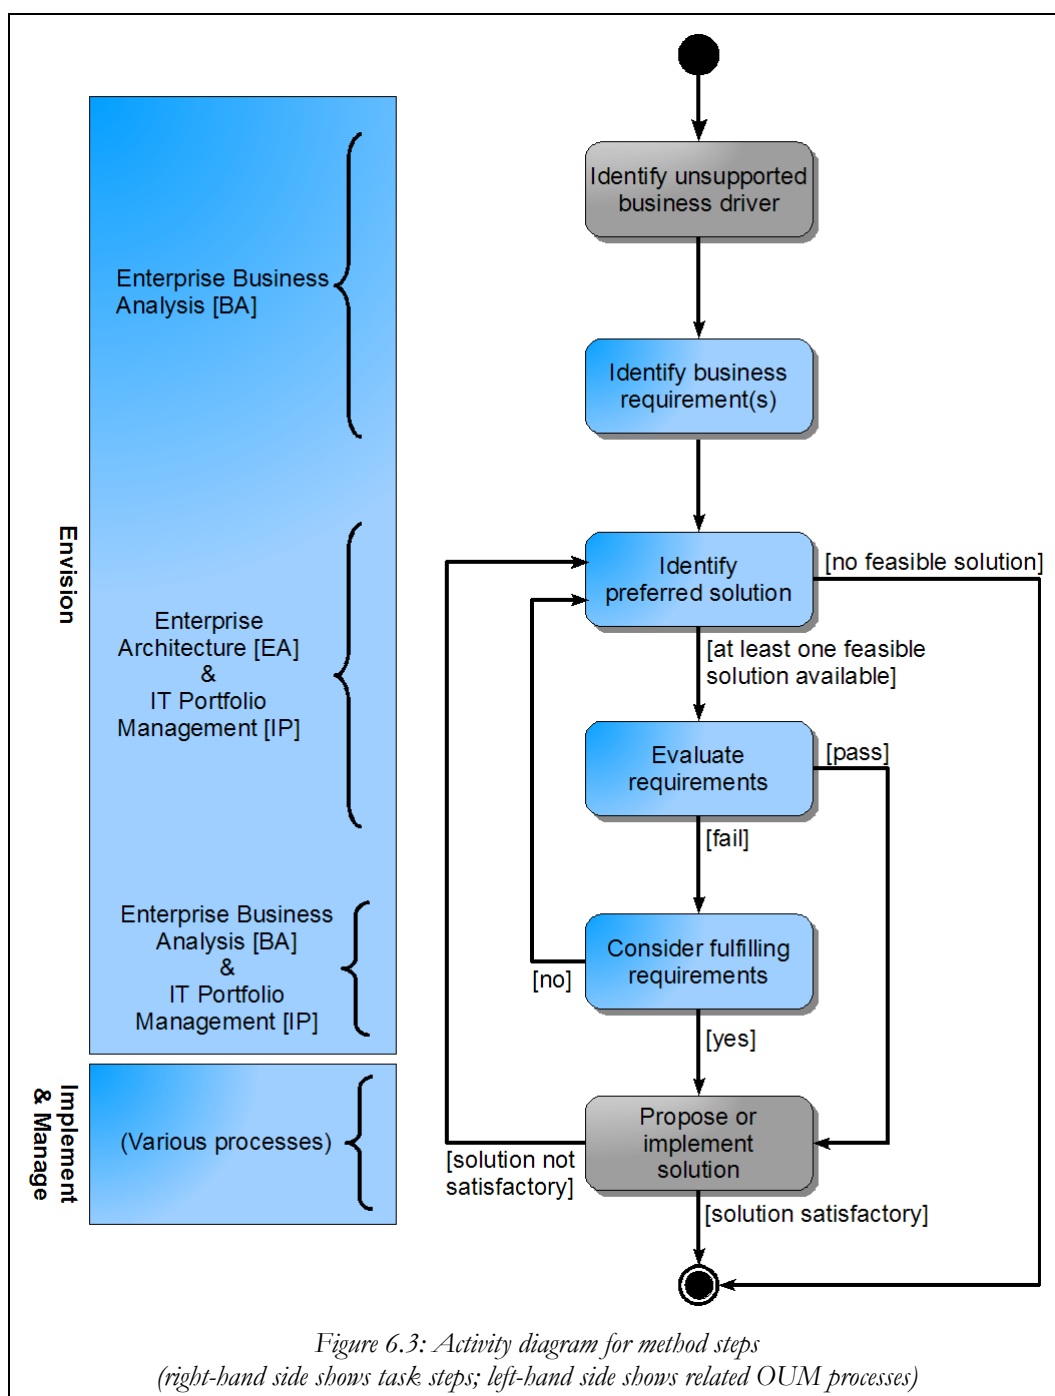 Identify unsupported
business driver
Enterprise Business
Analysis [BA]
Identify business
requirement(s)
Envision
Identify
preferred solution
[no feasible solution]
[at least one feasible
solution available]
Enterprise
Architecture [EA]
&
IT Portfolio
Management [IP]
Evaluate
requirements
[pass]
[fail]
Enterprise Business
Analysis [BA]
&
IT Portfolio
Management [IP]
Consider fulfilling
requirements
[no]
[yes]
Implement
& Manage
(Various processes)
Propose or
implement
solution
[solution not
satisfactory]
[solution satisfactory]
Figure 6.3: Activity diagram for method steps
(right-hand side shows task steps; left-hand side shows related OUM processes)